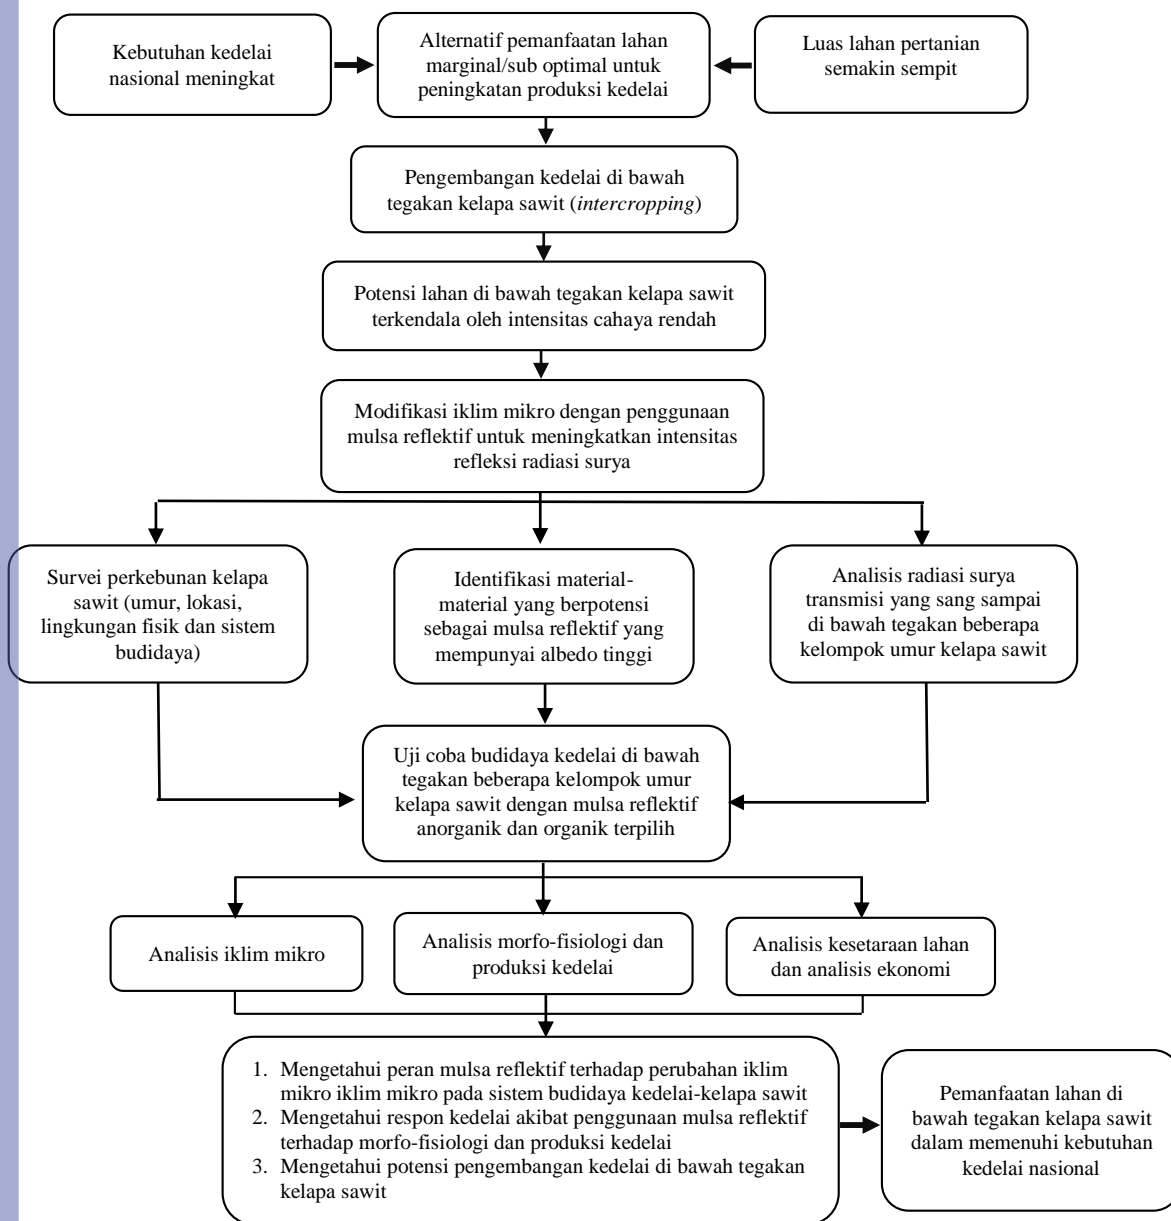 Kebutuhan kedelai
nasional meningkat
Alternatif pemanfaatan lahan
marginal/sub optimal untuk
peningkatan produksi kedelai
Luas lahan pertanian
semakin sempit
Pengembangan kedelai di bawah
tegakan kelapa sawit (intercropping)
Potensi lahan di bawah tegakan kelapa sawit
terkendala oleh intensitas cahaya rendah
Modifikasi iklim mikro dengan penggunaan
mulsa reflektif untuk meningkatkan intensitas
refleksi radiasi surya
Survei perkebunan kelapa
sawit (umur, lokasi,
lingkungan fisik dan sistem
budidaya)
Identifikasi material-
material yang berpotensi
sebagai mulsa reflektif yang
mempunyai albedo tinggi
Analisis radiasi surya
transmisi yang sang sampai
di bawah tegakan beberapa
kelompok umur kelapa sawit
Uji coba budidaya kedelai di bawah
tegakan beberapa kelompok umur
kelapa sawit dengan mulsa reflektif
anorganik dan organik terpilih
Analisis iklim mikro
Analisis morfo-fisiologi dan
produksi kedelai
Analisis kesetaraan lahan
dan analisis ekonomi
1. Mengetahui peran mulsa reflektif terhadap perubahan iklim
mikro iklim mikro pada sistem budidaya kedelai-kelapa sawit
2. Mengetahui respon kedelai akibat penggunaan mulsa reflektif
terhadap morfo-fisiologi dan produksi kedelai
3. Mengetahui potensi pengembangan kedelai di bawah tegakan
kelapa sawit
Pemanfaatan lahan di
bawah tegakan kelapa sawit
dalam memenuhi kebutuhan
kedelai nasional